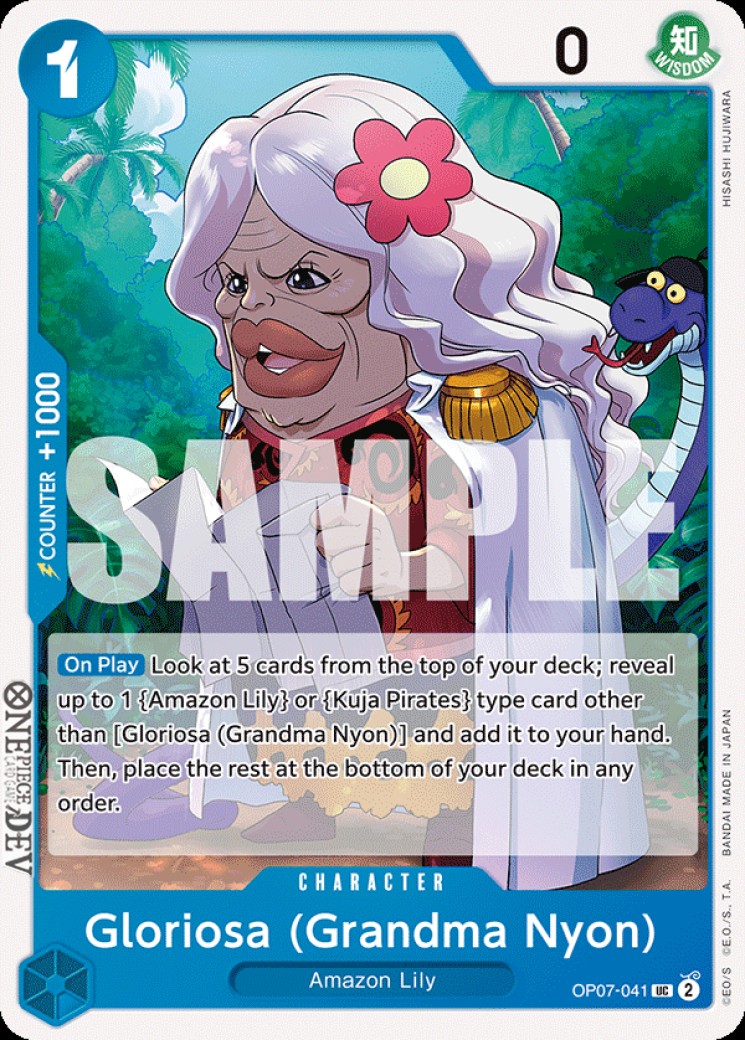 1
0
知
WISDOM
HISASHI HUJIWARA
COUNTER +1000
SAMPLE
On Play Look at 5 cards from the top of your deck; reveal
up to 1 {Amazon Lily} or {Kuja Pirates} type card other
than [Gloriosa (Grandma Nyon)] and add it to your hand.
Then, place the rest at the bottom of your deck in any
order.
ONE PIECE
CARD GAME
DEV
BANDAI MADE IN JAPAN
©EO/S ©E.O./S., T.A.
CHARACTER
Gloriosa (Grandma Nyon)
Amazon Lily
OP07-041 UC 2